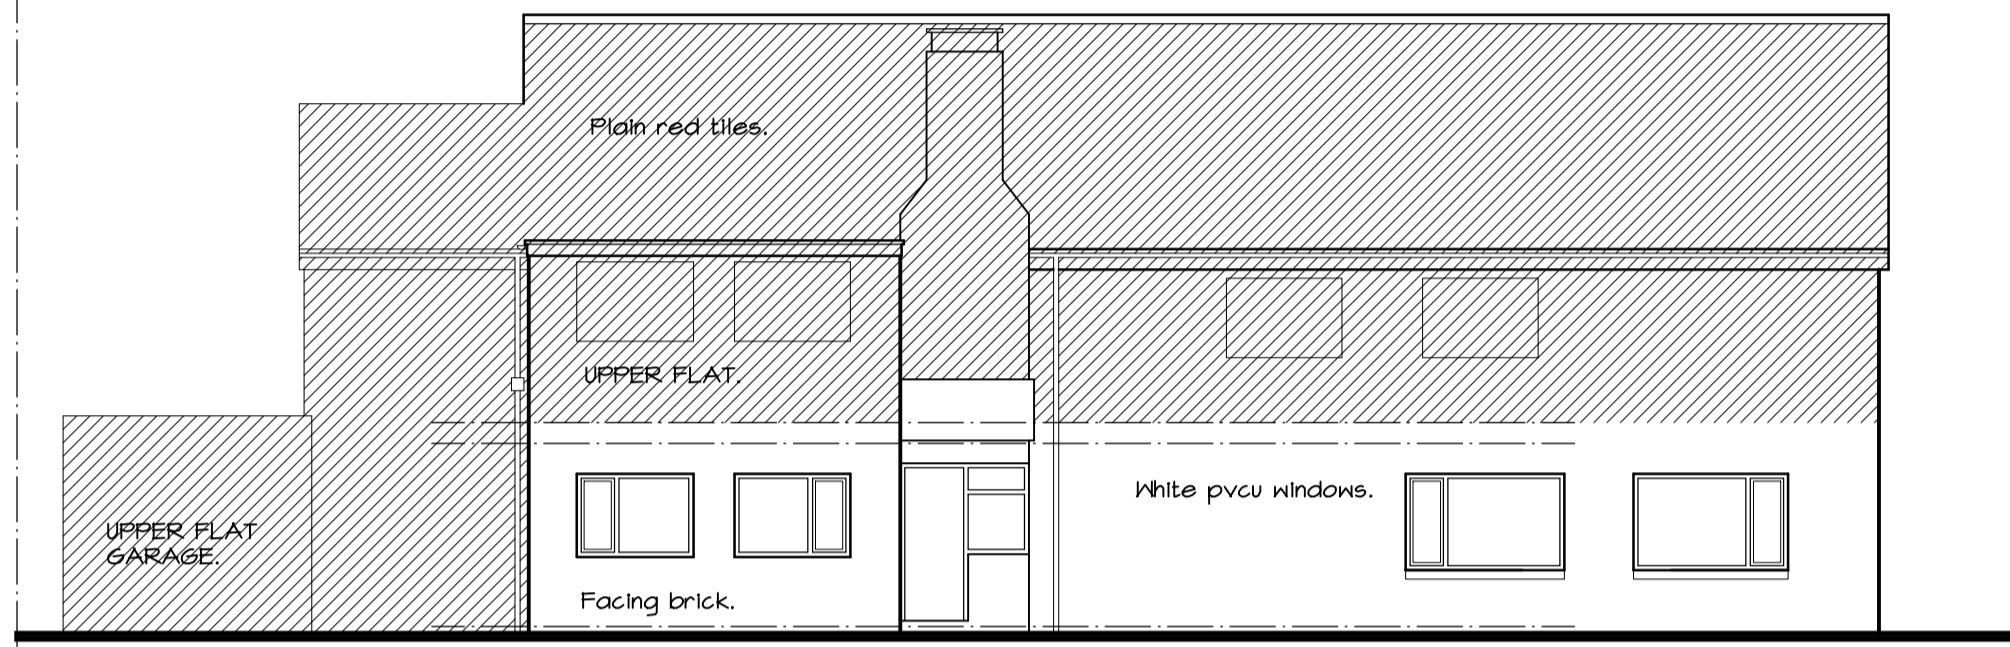 Plain red tiles.
UPPER FLAT.
White pvcu windows.
UPPER FLAT
GARAGE.
Facing brick.